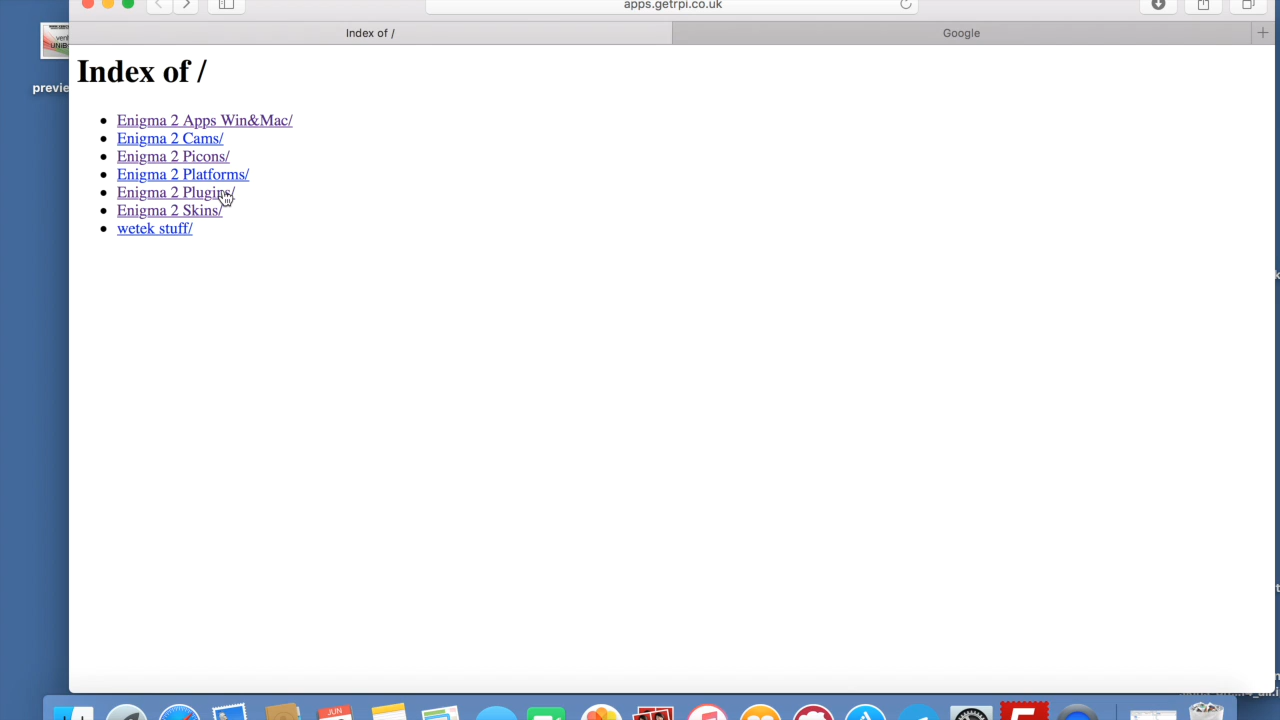 apps.getrpi.co.uk
Index of /
Google
Index of /
Enigma 2 Apps Win&Mac/
Enigma 2 Cams/
Enigma 2 Picons/
Enigma 2 Platforms/
Enigma 2 Plugins/
Enigma 2 Skins/
wetek stuff/
previe
JUN